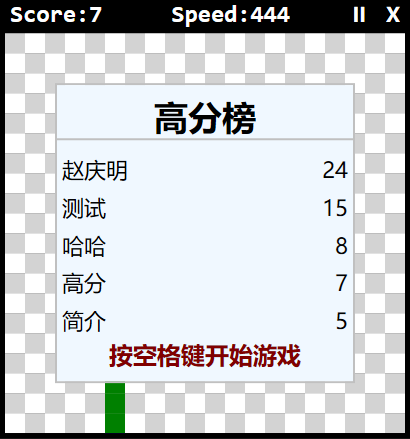 Score:7 Speed:444 II X
高分榜
赵庆明 24
测试 15
哈哈 8
高分 7
简介 5
按空格键开始游戏